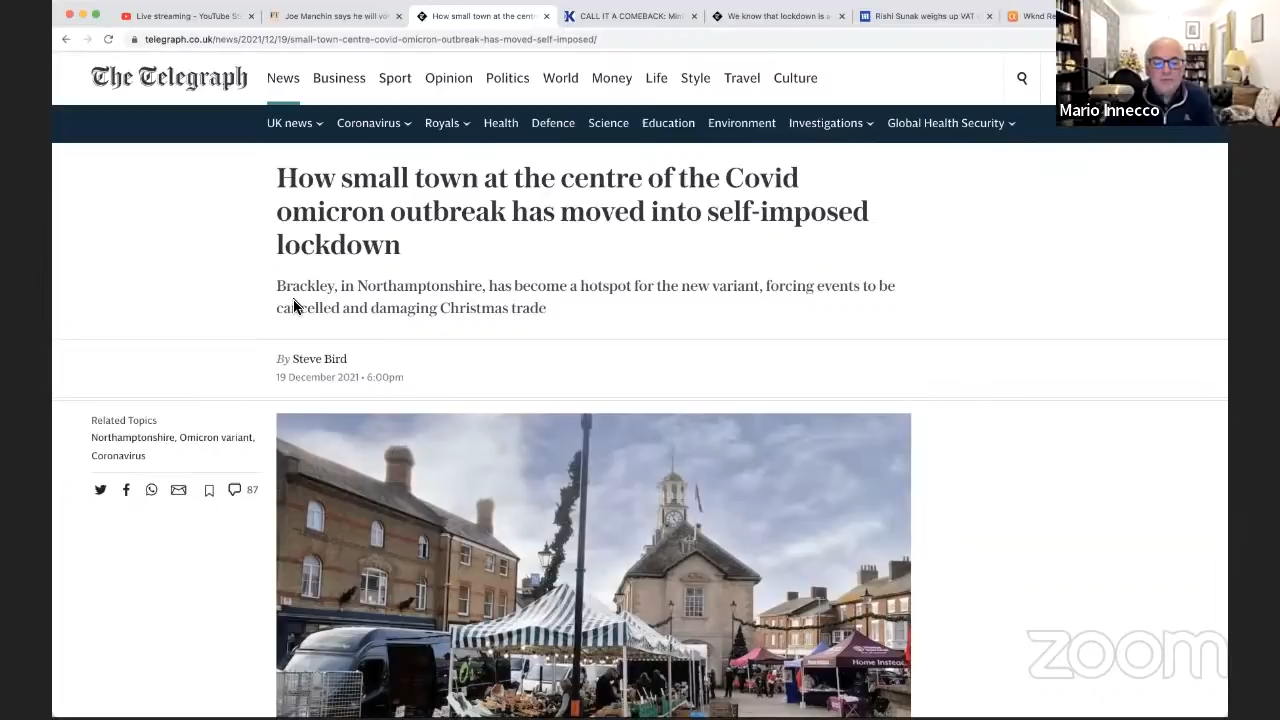 Live streaming - YouTube St
Joe Manchin says he will vo
How small town at the centr
CALL IT A COMEBACK: Min
We know that lockdown is a
Rishi Sunak weighs up VAT
Wknd Re
telegraph.co.uk/news/2021/12/19/small-town-centre-covid-omicron-outbreak-has-moved-self-imposed/
Mario Innecco
The Telegraph
News Business Sport Opinion Politics World Money Life Style Travel Culture
UK news Coronavirus Royals Health Defence Science Education Environment Investigations Global Health Security
How small town at the centre of the Covid
omicron outbreak has moved into self-imposed
lockdown
Brackley, in Northamptonshire, has become a hotspot for the new variant, forcing events to be
cancelled and damaging Christmas trade
By Steve Bird
19 December 2021 • 6:00pm
Related Topics
Northamptonshire, Omicron variant,
Coronavirus
87
Home Instead
zoom